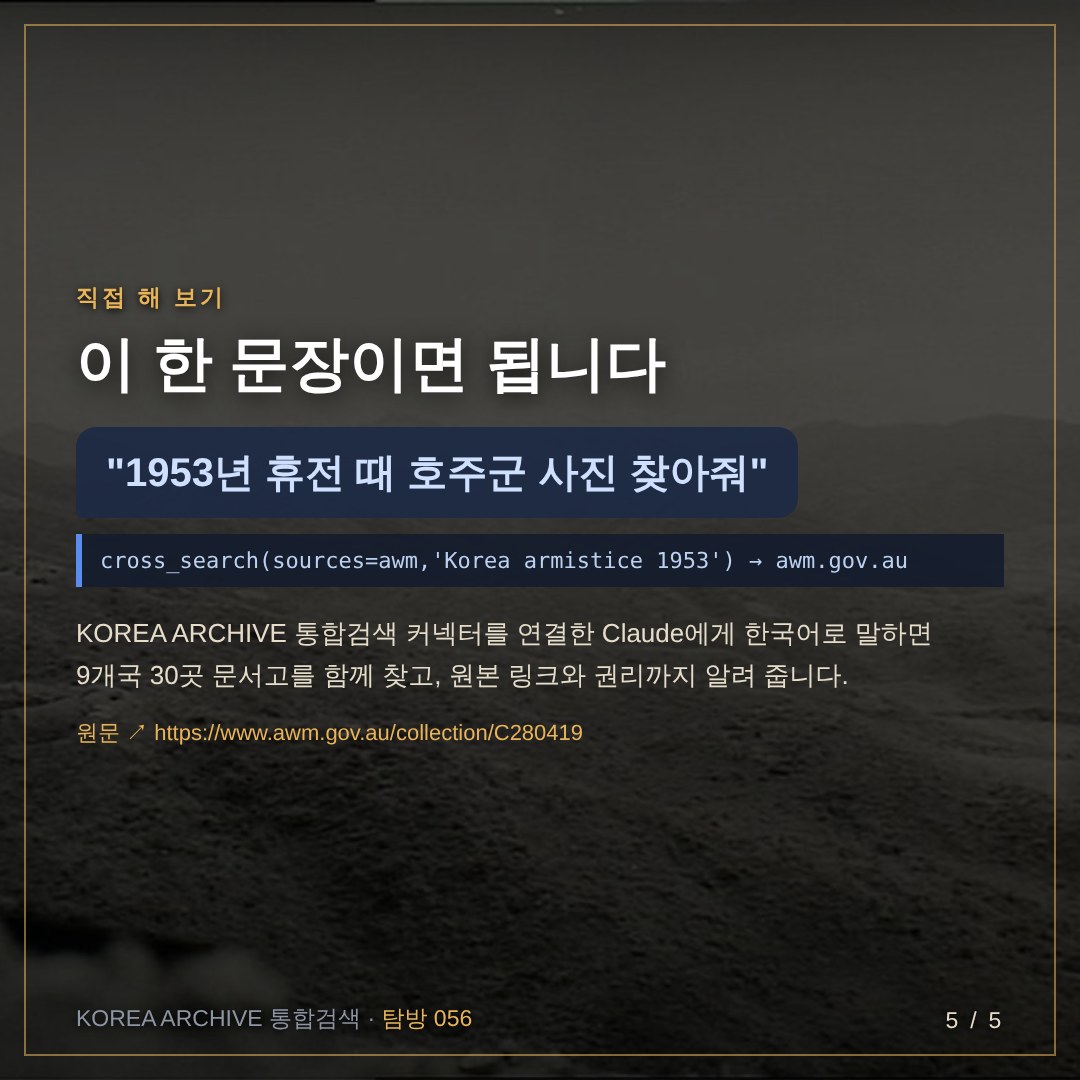 직접 해 보기
이 한 문장이면 됩니다
"1953년 휴전 때 호주군 사진 찾아줘"
cross_search(sources=awm,'Korea armistice 1953') → awm.gov.au
KOREA ARCHIVE 통합검색 커넥터를 연결한 Claude에게 한국어로 말하면
9개국 30곳 문서고를 함께 찾고, 원본 링크와 권리까지 알려 줍니다.
원문 ↗ https://www.awm.gov.au/collection/C280419
KOREA ARCHIVE 통합검색 · 탐방 056
5 / 5